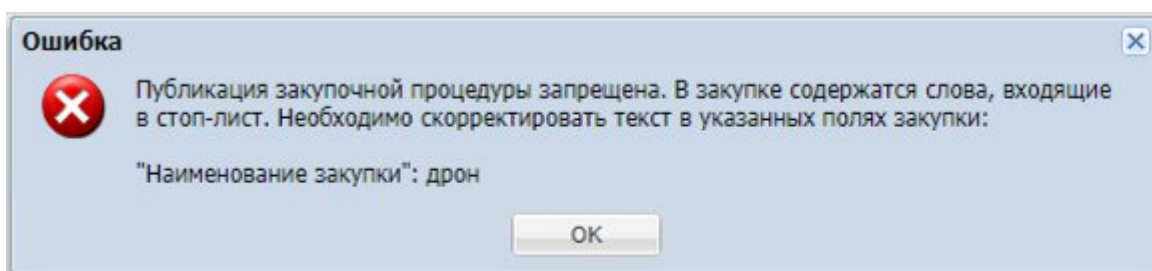 Ошибка
Публикация закупочной процедуры запрещена. В закупке содержатся слова, входящие
в стоп-лист. Необходимо скорректировать текст в указанных полях закупки:
"Наименование закупки": дрон
ОК